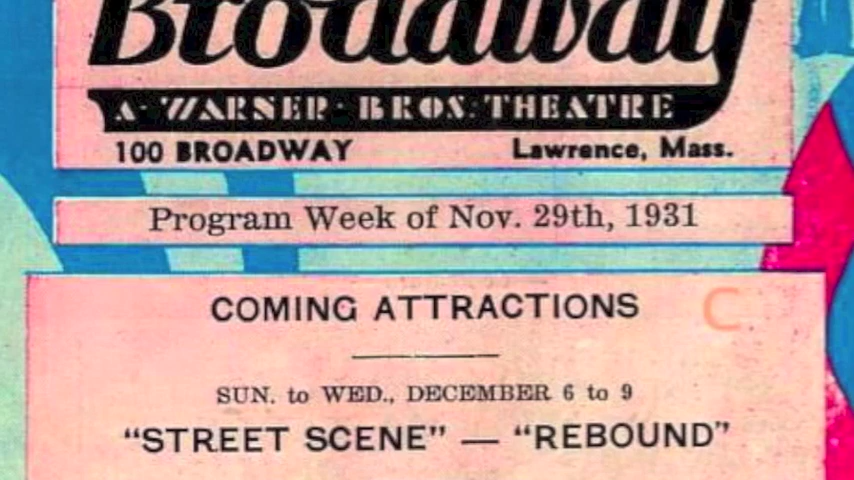 Broadway
A · WARNER · BROS. THEATRE
100 BROADWAY Lawrence, Mass.
Program Week of Nov. 29th, 1931
COMING ATTRACTIONS
C
SUN. to WED., DECEMBER 6 to 9
“STREET SCENE” — “REBOUND”